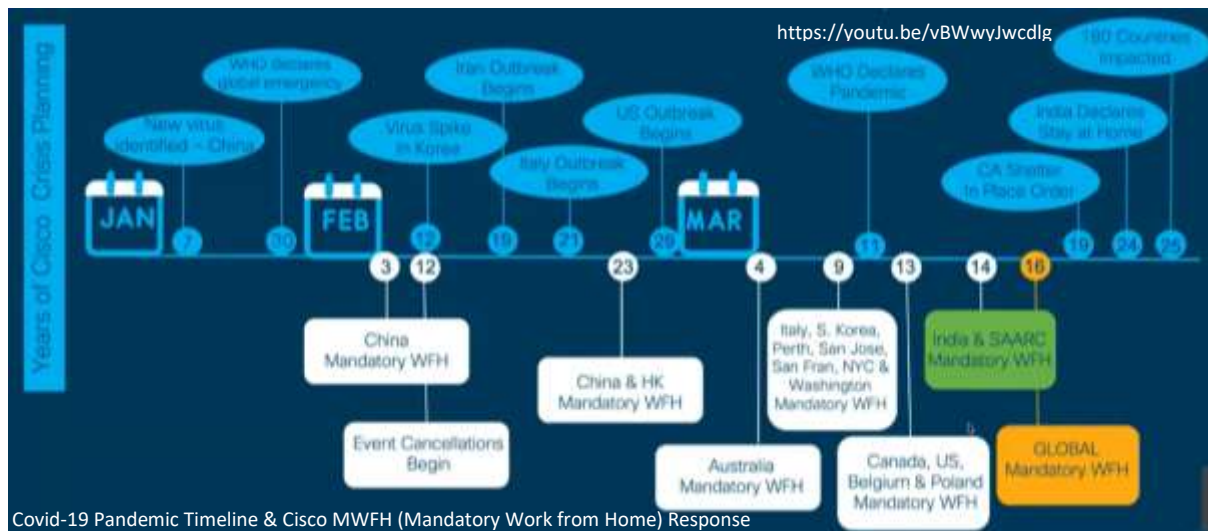 https://youtu.be/vBWwyJwcdlg
Years of Cisco Crisis Planning
New virus
identified – China
WHO declares
global emergency
Virus Spike
in Korea
Iran Outbreak
Begins
Italy Outbreak
Begins
US Outbreak
Begins
WHO Declares
Pandemic
CA Shelter
In Place Order
India Declares
Stay at Home
180 Countries
Impacted
JAN
7
30
FEB
12
19
21
29
MAR
11
19
24
25
3
12
23
4
9
13
14
16
China
Mandatory WFH
Event Cancellations
Begin
China & HK
Mandatory WFH
Australia
Mandatory WFH
Italy, S. Korea,
Perth, San Jose,
San Fran, NYC &
Washington
Mandatory WFH
Canada, US,
Belgium & Poland
Mandatory WFH
India & SAARC
Mandatory WFH
GLOBAL
Mandatory WFH
Covid-19 Pandemic Timeline & Cisco MWFH (Mandatory Work from Home) Response